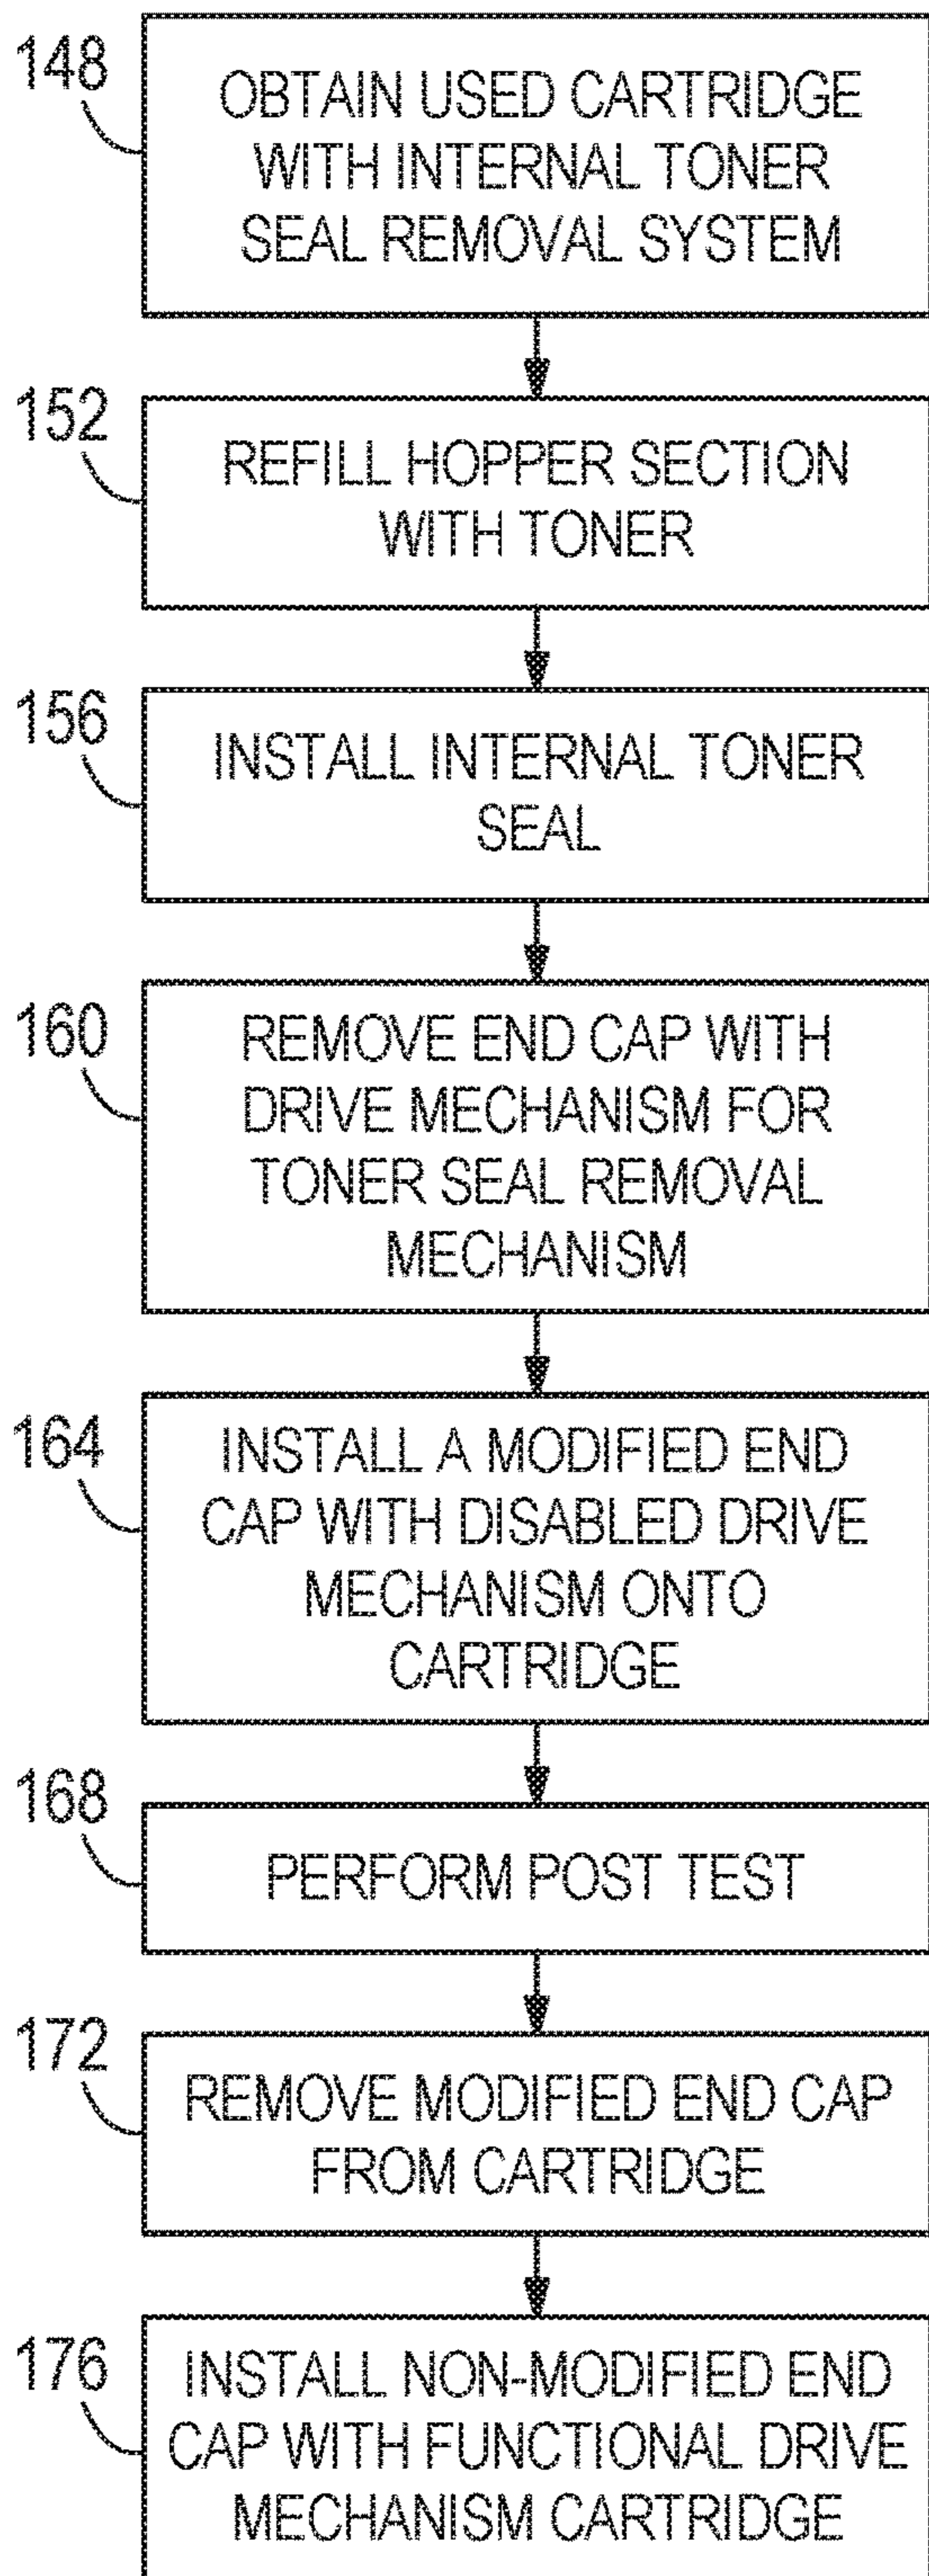 148
OBTAIN USED CARTRIDGE
WITH INTERNAL TONER
SEAL REMOVAL SYSTEM
152
REFILL HOPPER SECTION
WITH TONER
156
INSTALL INTERNAL TONER
SEAL
160
REMOVE END CAP WITH
DRIVE MECHANISM FOR
TONER SEAL REMOVAL
MECHANISM
164
INSTALL A MODIFIED END
CAP WITH DISABLED DRIVE
MECHANISM ONTO
CARTRIDGE
168
PERFORM POST TEST
172
REMOVE MODIFIED END CAP
FROM CARTRIDGE
176
INSTALL NON-MODIFIED END
CAP WITH FUNCTIONAL DRIVE
MECHANISM CARTRIDGE